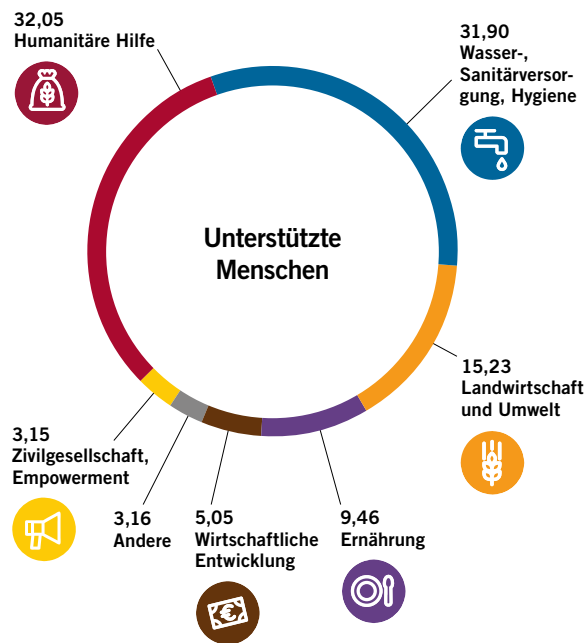 32,05
Humanitäre Hilfe
31,90
Wasser-,
Sanitärversor-
gung, Hygiene
Unterstützte
Menschen
15,23
Landwirtschaft
und Umwelt
3,15
Zivilgesellschaft,
Empowerment
3,16
Andere
5,05
Wirtschaftliche
Entwicklung
€
9,46
Ernährung